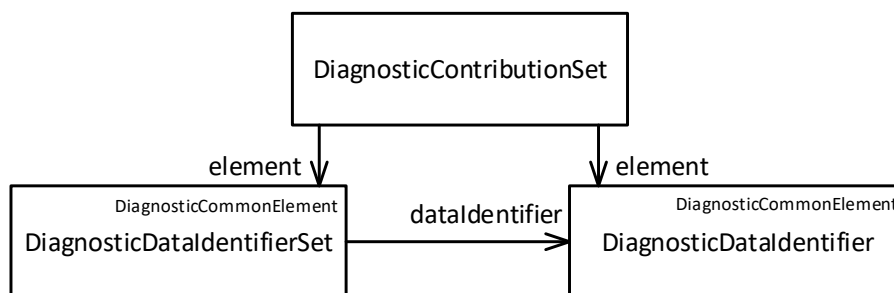 DiagnosticContributionSet
element
element
DiagnosticCommonElement
DiagnosticDataIdentifierSet
dataIdentifier
DiagnosticCommonElement
DiagnosticDataIdentifier